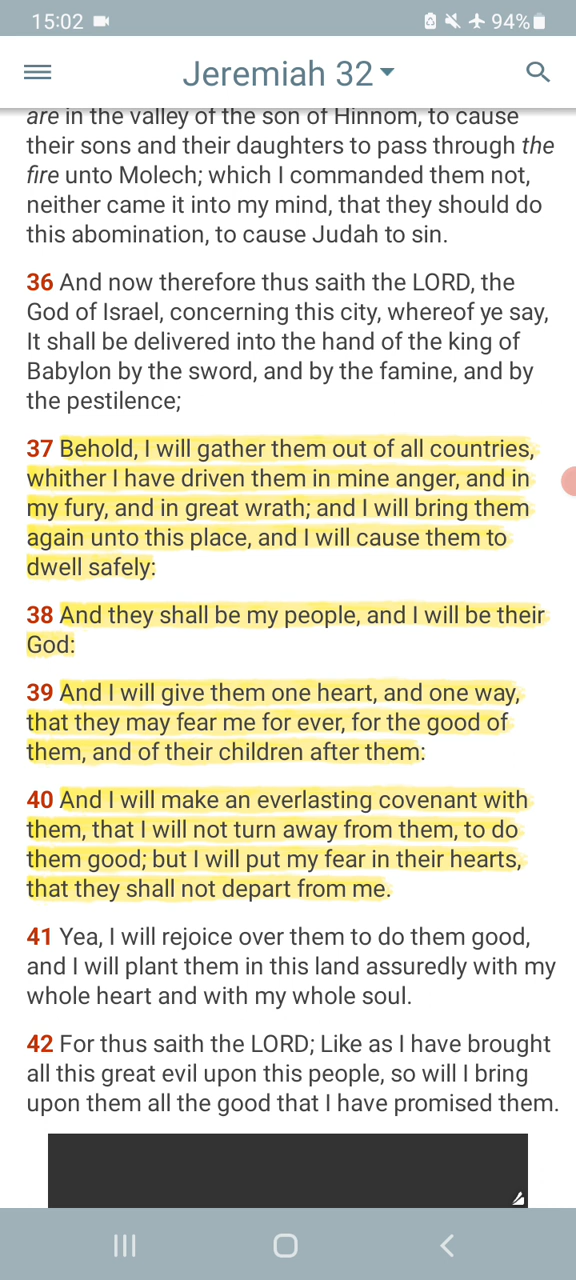 15:02
94%
Jeremiah 32
are in the valley of the son of Hinnom, to cause
their sons and their daughters to pass through the
fire unto Molech; which I commanded them not,
neither came it into my mind, that they should do
this abomination, to cause Judah to sin.
36 And now therefore thus saith the LORD, the
God of Israel, concerning this city, whereof ye say,
It shall be delivered into the hand of the king of
Babylon by the sword, and by the famine, and by
the pestilence;
37 Behold, I will gather them out of all countries,
whither I have driven them in mine anger, and in
my fury, and in great wrath; and I will bring them
again unto this place, and I will cause them to
dwell safely:
38 And they shall be my people, and I will be their
God:
39 And I will give them one heart, and one way,
that they may fear me for ever, for the good of
them, and of their children after them:
40 And I will make an everlasting covenant with
them, that I will not turn away from them, to do
them good; but I will put my fear in their hearts,
that they shall not depart from me.
41 Yea, I will rejoice over them to do them good,
and I will plant them in this land assuredly with my
whole heart and with my whole soul.
42 For thus saith the LORD; Like as I have brought
all this great evil upon this people, so will I bring
upon them all the good that I have promised them.